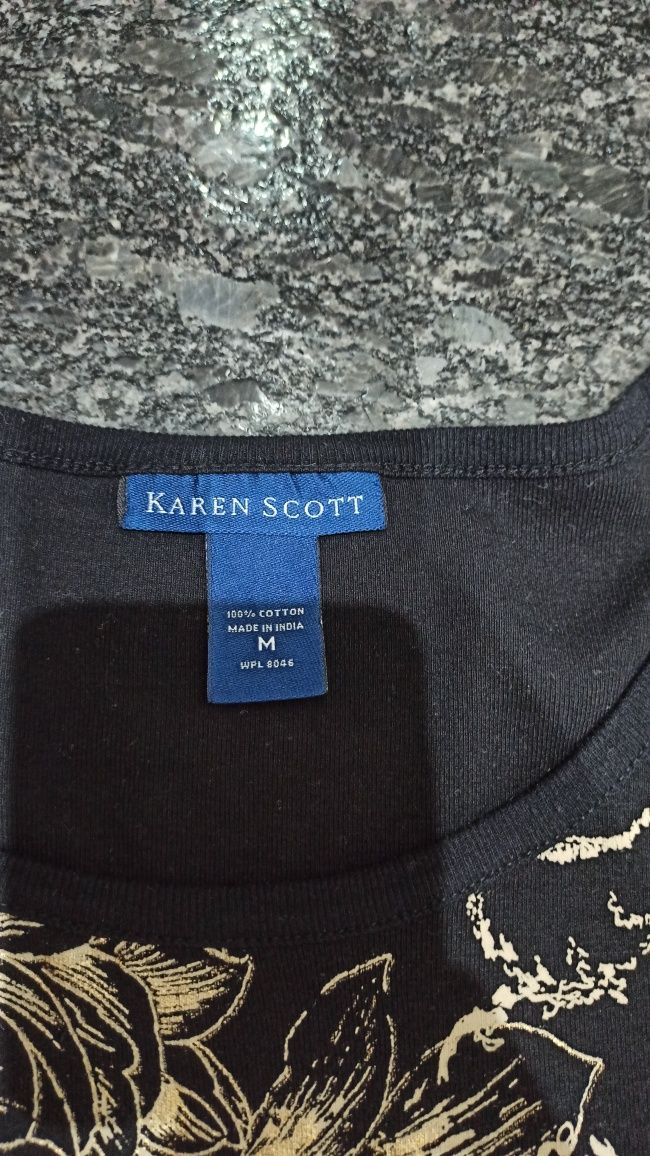 KAREN SCOTT
100% COTTON
MADE IN INDIA
M
WPL 8046